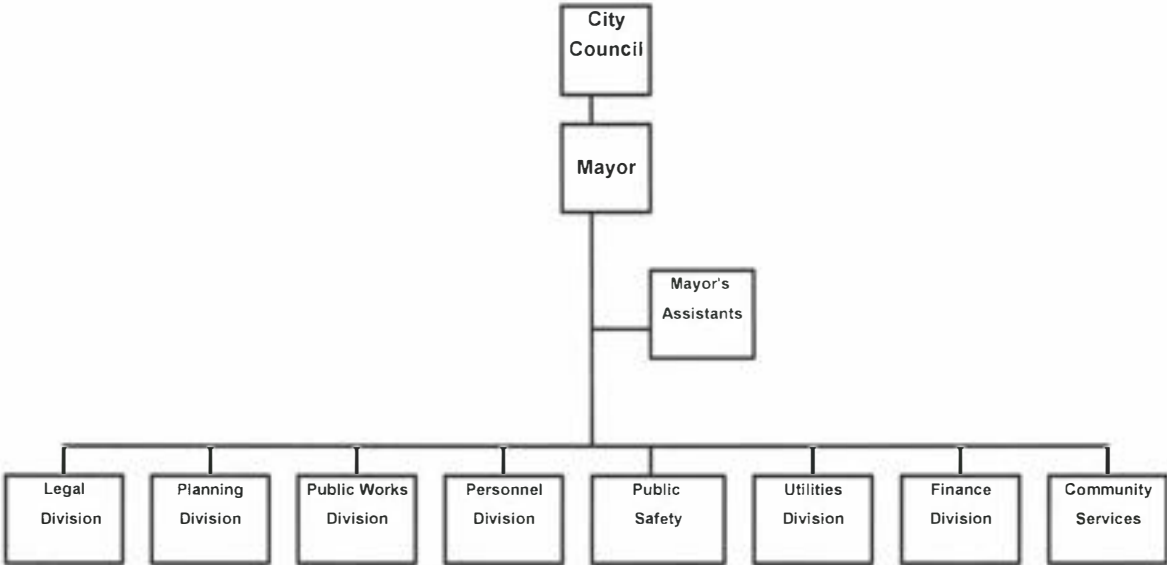 City
Council
Mayor
Mayor's
Assistants
Legal
Division
Planning
Division
Public Works
Division
Personnel
Division
Public
Safety
Utilities
Division
Finance
Division
Community
Services